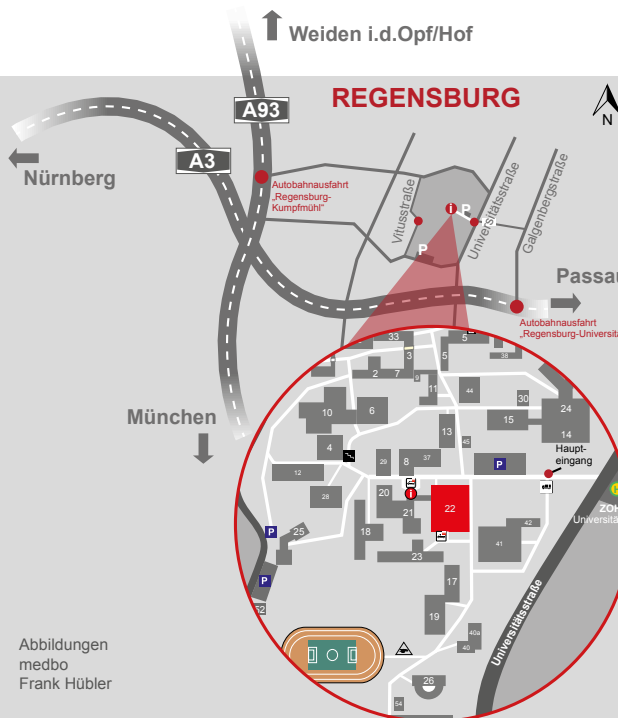 Weiden i.d.Opf/Hof
REGENSBURG
A93
N
A3
Nürnberg
Autobahnausfahrt
„Regensburg-
Kumpfmühl"
Vitusstraße
Universitätsstraße
Galgenbergstraße
i
P
P
Passau
Autobahnausfahrt
„Regensburg-Universitä
München
33
3
5
5
38
2
7
9
11
44
30
24
10
6
15
14
13
4
45
Haupt-
eingang
12
29
8
37
P
28
20
i
22
21
H
ZOH
Universitä
P
25
18
42
41
23
P
17
52
19
Universitätsstraße
40a
40
26
54
Abbildungen
medbo
Frank Hübler